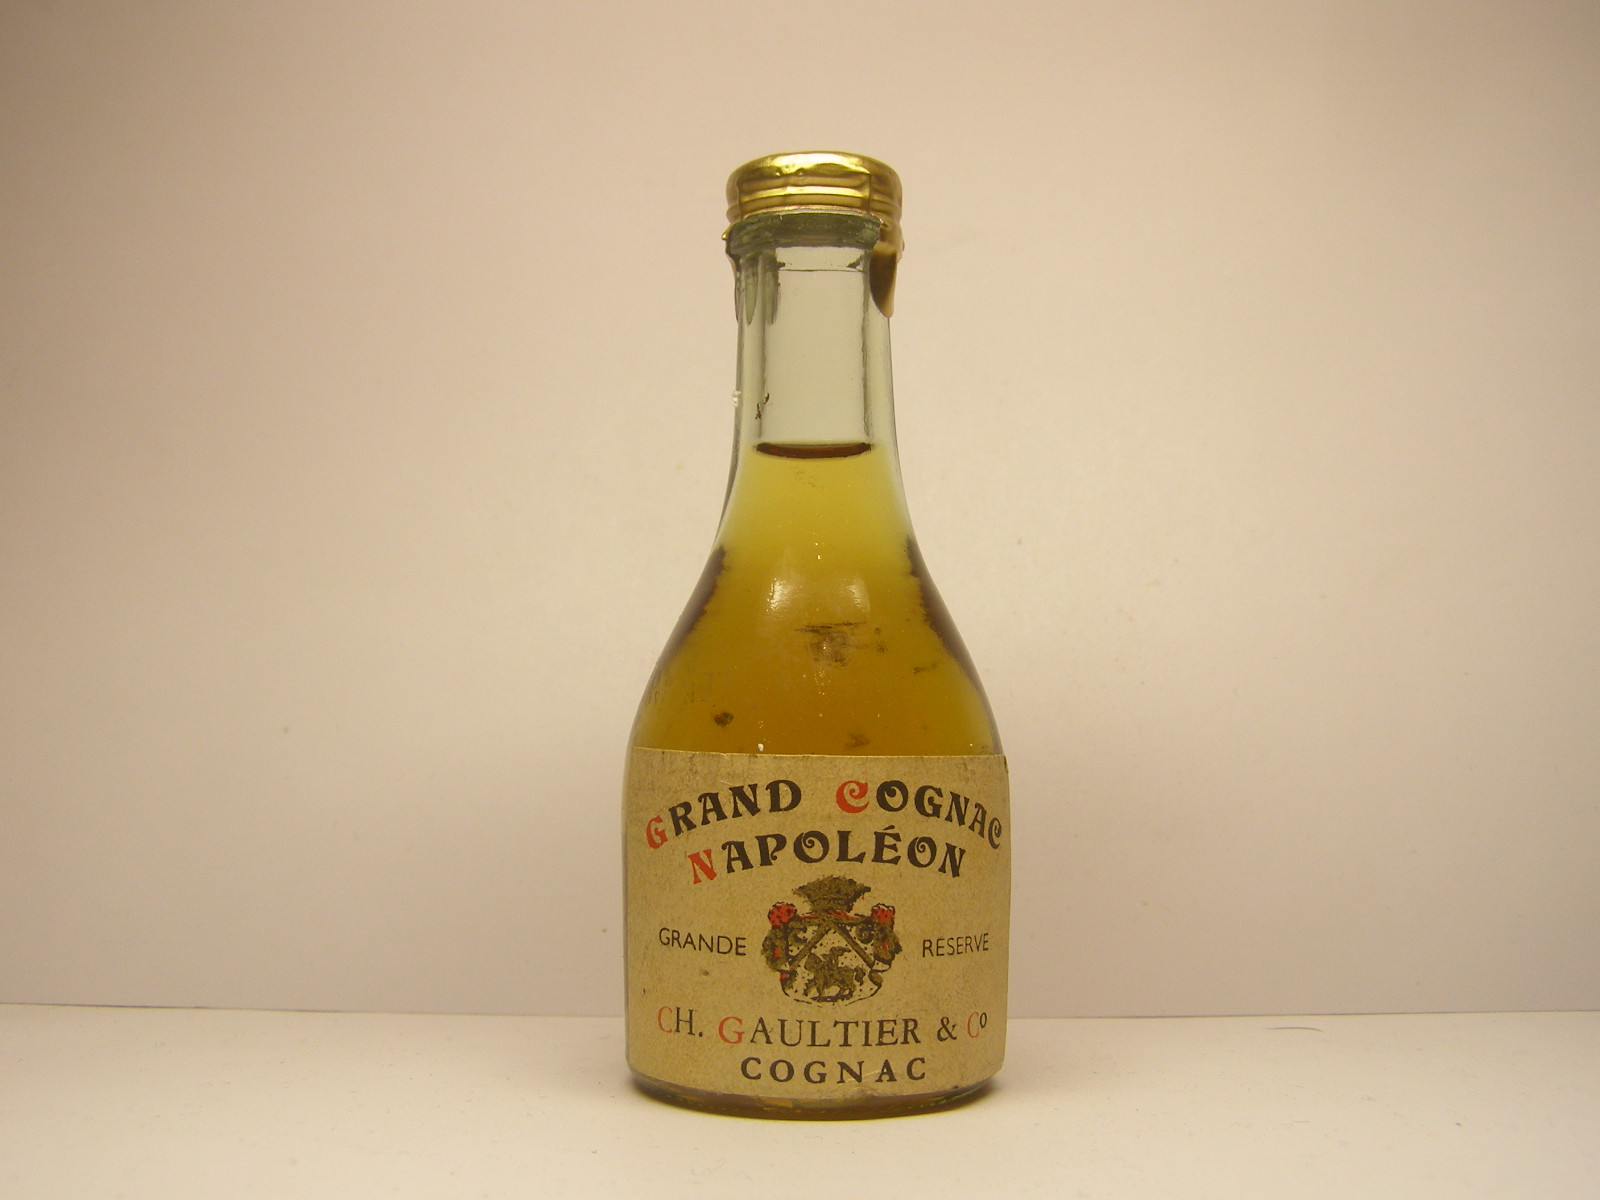 GRAND COGNAC
NAPOLÉON
GRANDE RESERVE
CH. GAULTIER & Cº
COGNAC